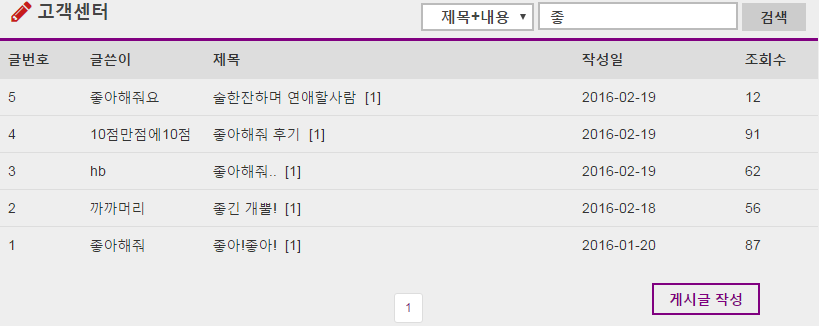 고객센터 제목+내용 좋 검색
글번호 글쓴이 제목 작성일 조회수
5 좋아해줘요 술한잔하며 연애할사람 [1] 2016-02-19 12
4 10점만점에10점 좋아해줘 후기 [1] 2016-02-19 91
3 hb 좋아해줘.. [1] 2016-02-19 62
2 까까머리 좋긴 개뿔! [1] 2016-02-18 56
1 좋아해줘 좋아!좋아! [1] 2016-01-20 87
게시글 작성
1